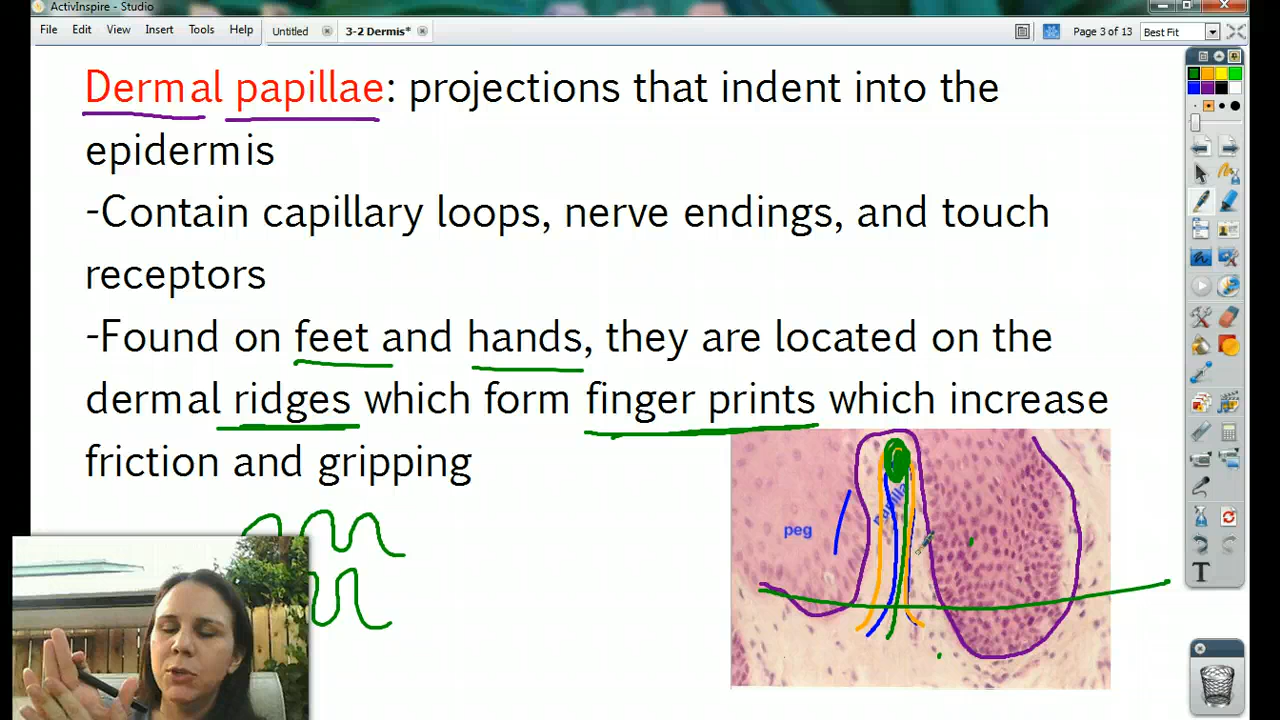 ActivInspire - Studio
File Edit View Insert Tools Help Untitled 3-2 Dermis* Page 3 of 13 Best Fit
Dermal papillae: projections that indent into the
epidermis
-Contain capillary loops, nerve endings, and touch
receptors
-Found on feet and hands, they are located on the
dermal ridges which form finger prints which increase
friction and gripping
peg
papilla
T